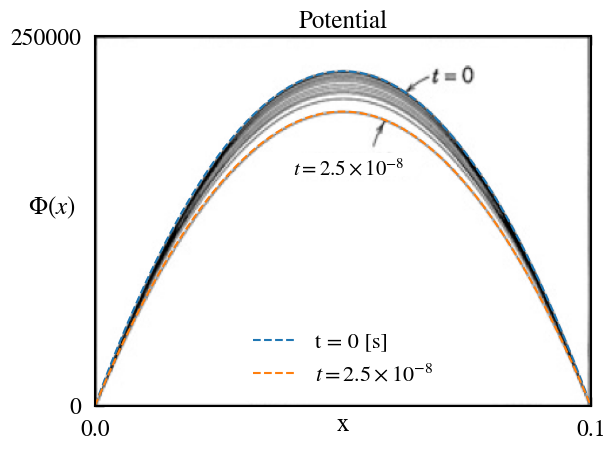 Potential
250000
t = 0
t = 2.5 × 10⁻⁸
Φ(x)
t = 0 [s]
t = 2.5 × 10⁻⁸
0
0.0
x
0.1